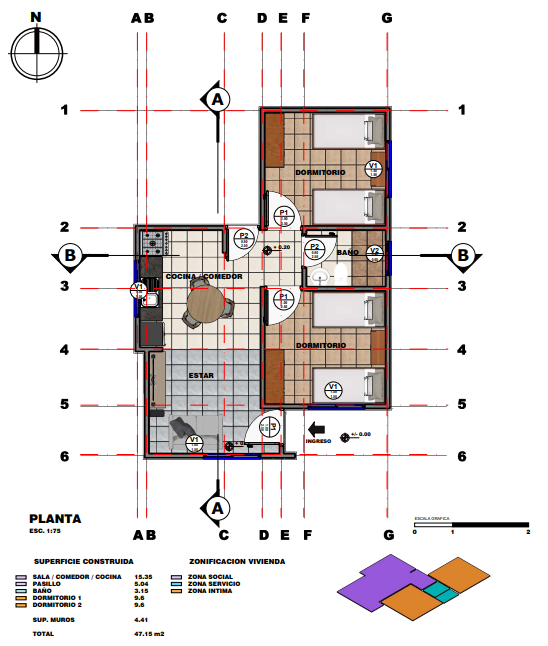 A B C D E F G
N
A
1 1
V1
DORMITORIO
P1
2 2
P2
P2
+ 0.20
BAÑO
V2
B B
COCINA / COMEDOR
3 3
V1
P1
DORMITORIO
4 4
ESTAR
V1
5 5
P1
V1
INGRESO
+/- 0.00
6 6
A
PLANTA
ESC. 1:75
A B C D E F G
ESCALA GRAFICA
0 1 2
SUPERFICIE CONSTRUIDA
SALA / COMEDOR / COCINA 15.35
PASILLO 5.04
BAÑO 3.15
DORMITORIO 1 9.6
DORMITORIO 2 9.6
SUP. MUROS 4.41
TOTAL 47.15 m2
ZONIFICACION VIVIENDA
ZONA SOCIAL
ZONA SERVICIO
ZONA INTIMA